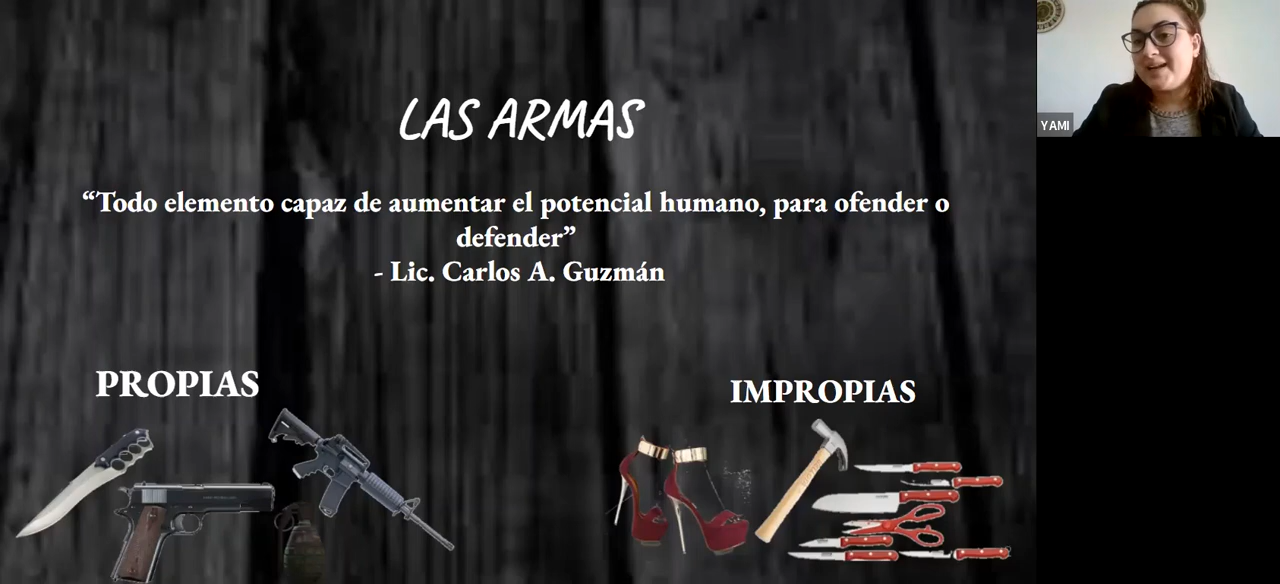 LAS ARMAS
“Todo elemento capaz de aumentar el potencial humano, para ofender o
defender”
- Lic. Carlos A. Guzmán
PROPIAS
IMPROPIAS
YAMI